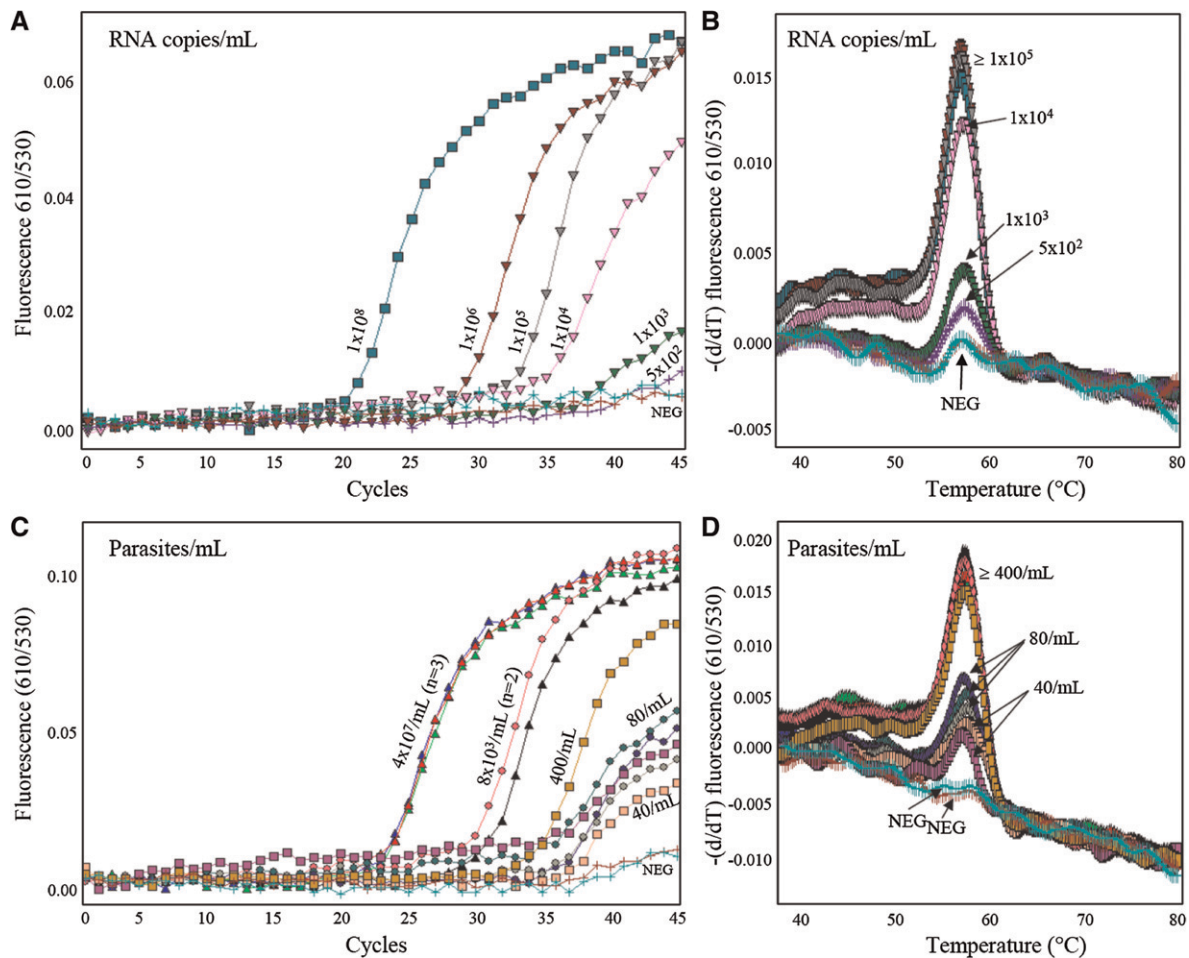 A
RNA copies/mL
Fluorescence 610/530
0.06
0.04
0.02
0.00
1x10⁸
1x10⁶
1x10⁵
1x10⁴
1x10³
5x10²
NEG
0 5 10 15 20 25 30 35 40 45
Cycles
B
RNA copies/mL
-(d/dT) fluorescence 610/530
0.015
0.010
0.005
0.000
-0.005
≥ 1x10⁵
1x10⁴
1x10³
5x10²
NEG
40 50 60 70 80
Temperature (°C)
C
Parasites/mL
Fluorescence (610/530)
0.10
0.05
0.00
4x10⁷/mL (n=3)
8x10³/mL (n=2)
400/mL
80/mL
40/mL
NEG
0 5 10 15 20 25 30 35 40 45
Cycles
D
Parasites/mL
-(d/dT) fluorescence (610/530)
0.020
0.015
0.010
0.005
0.000
-0.005
-0.010
≥ 400/mL
80/mL
40/mL
NEG
NEG
40 50 60 70 80
Temperature (°C)